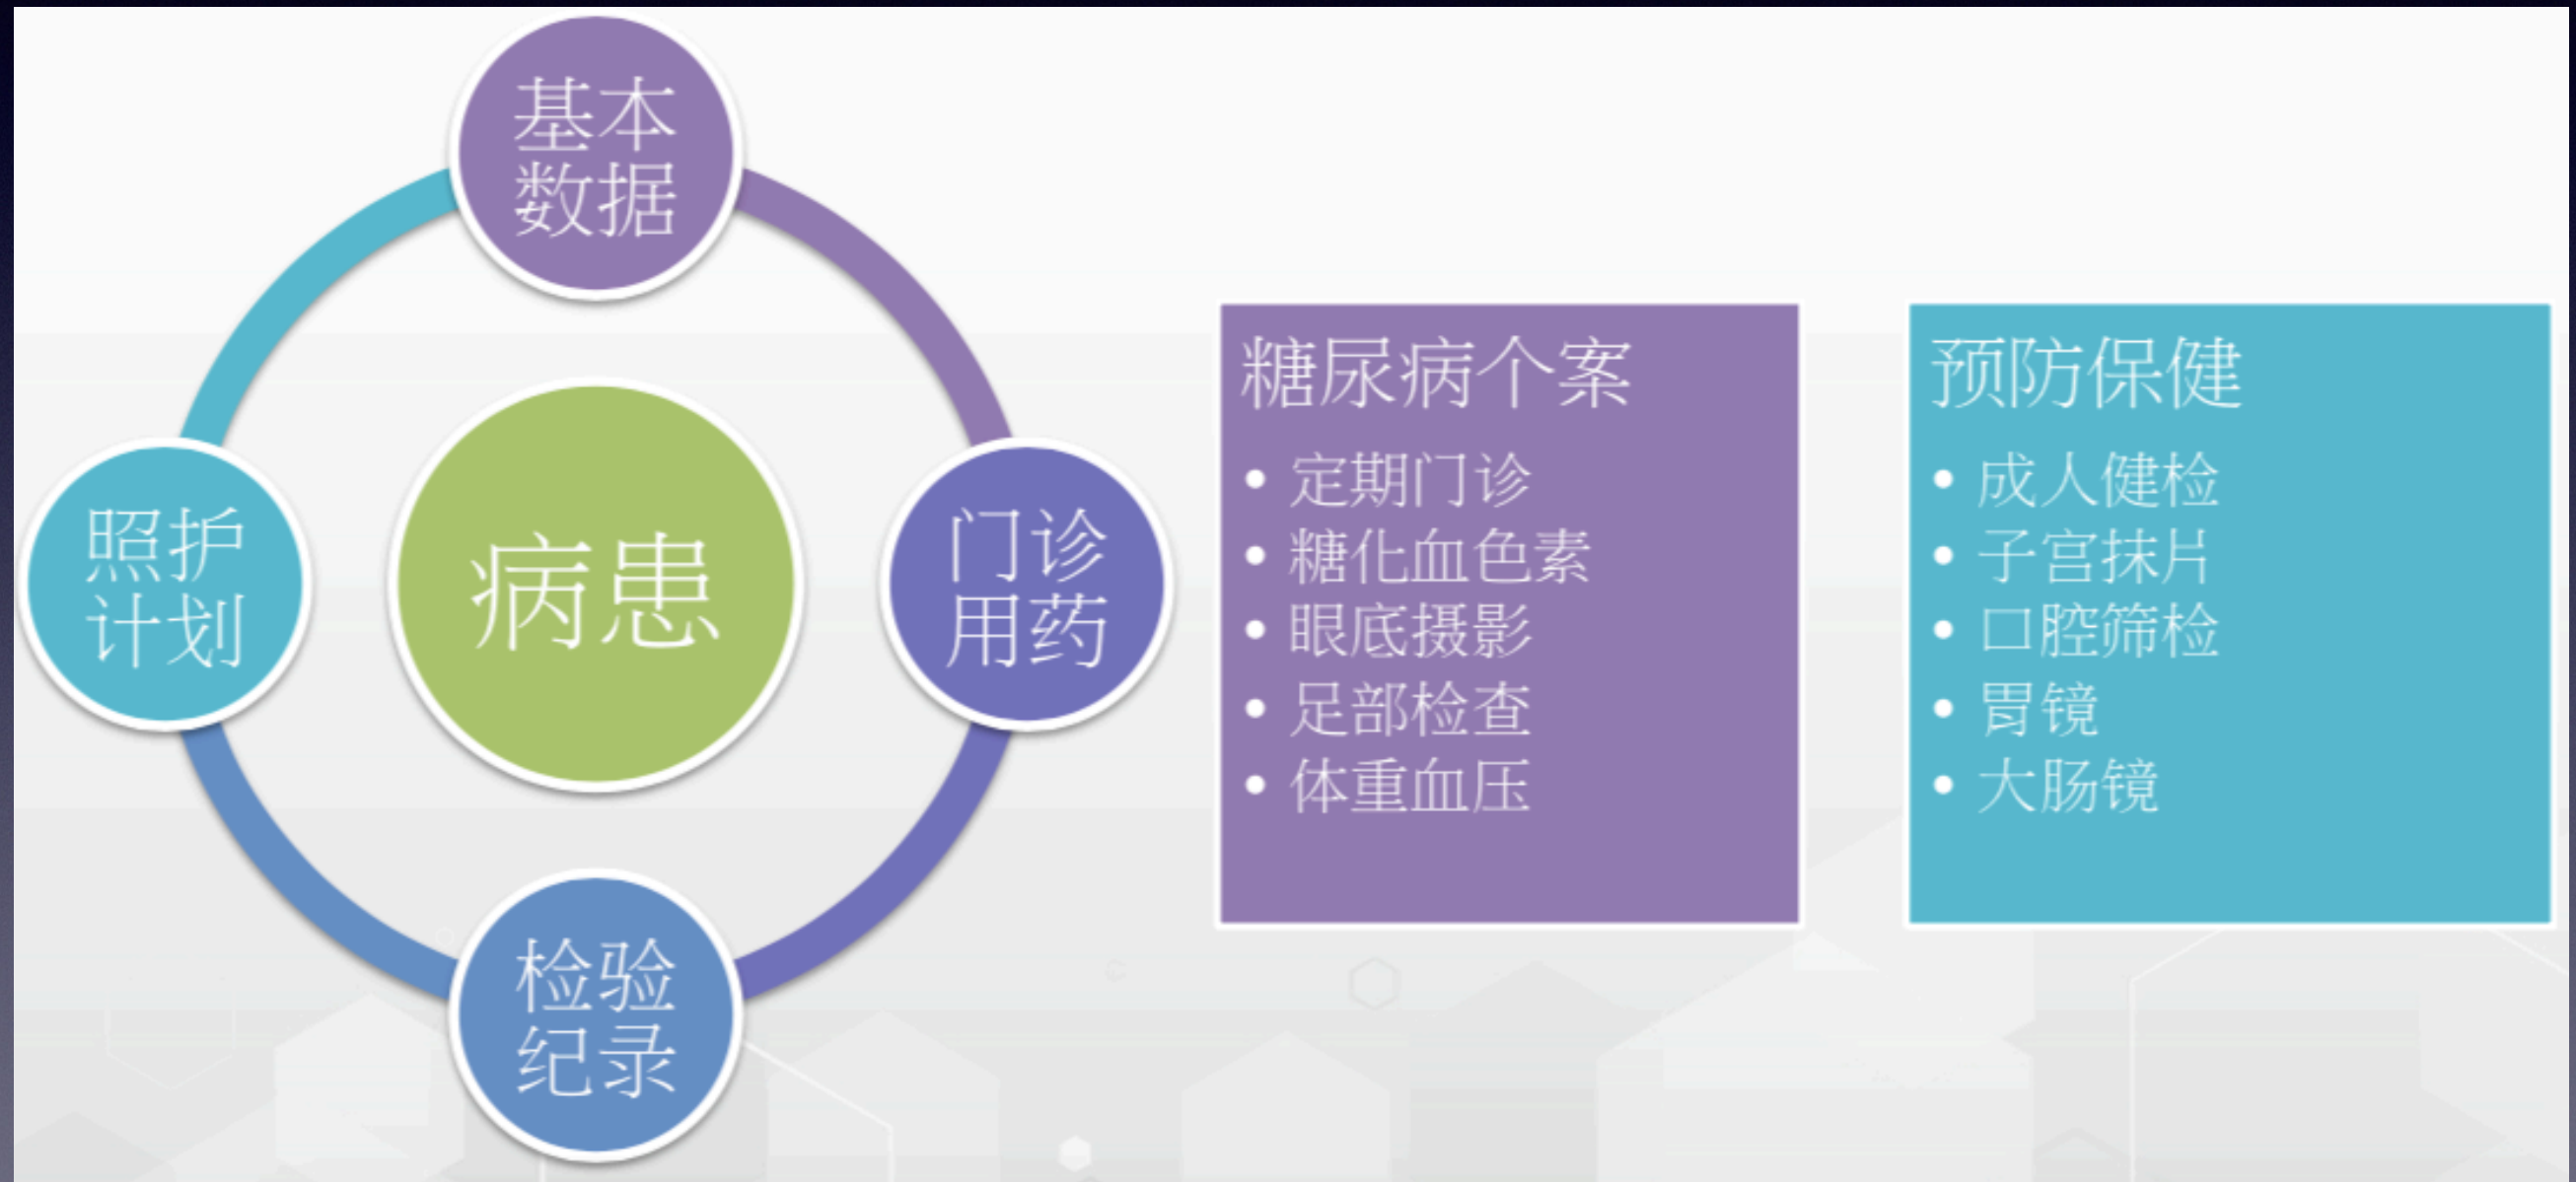 基本
数据
照护
计划
病患
门诊
用药
检验
纪录
糖尿病个案
• 定期门诊
• 糖化血色素
• 眼底摄影
• 足部检查
• 体重血压
预防保健
• 成人健检
• 子宫抹片
• 口腔筛检
• 胃镜
• 大肠镜